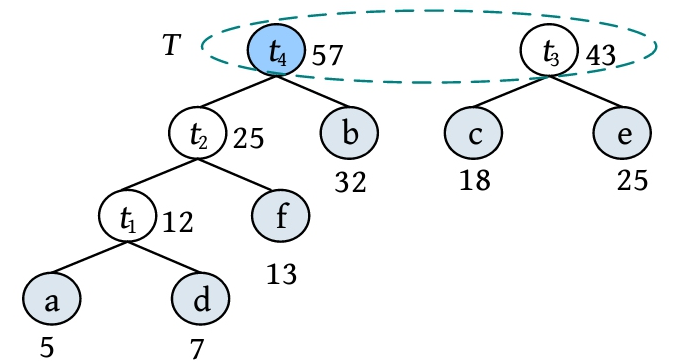 T t₄ 57 t₃ 43
t₂ 25 b c e
32 18 25
t₁ 12 f
13
a d
5 7